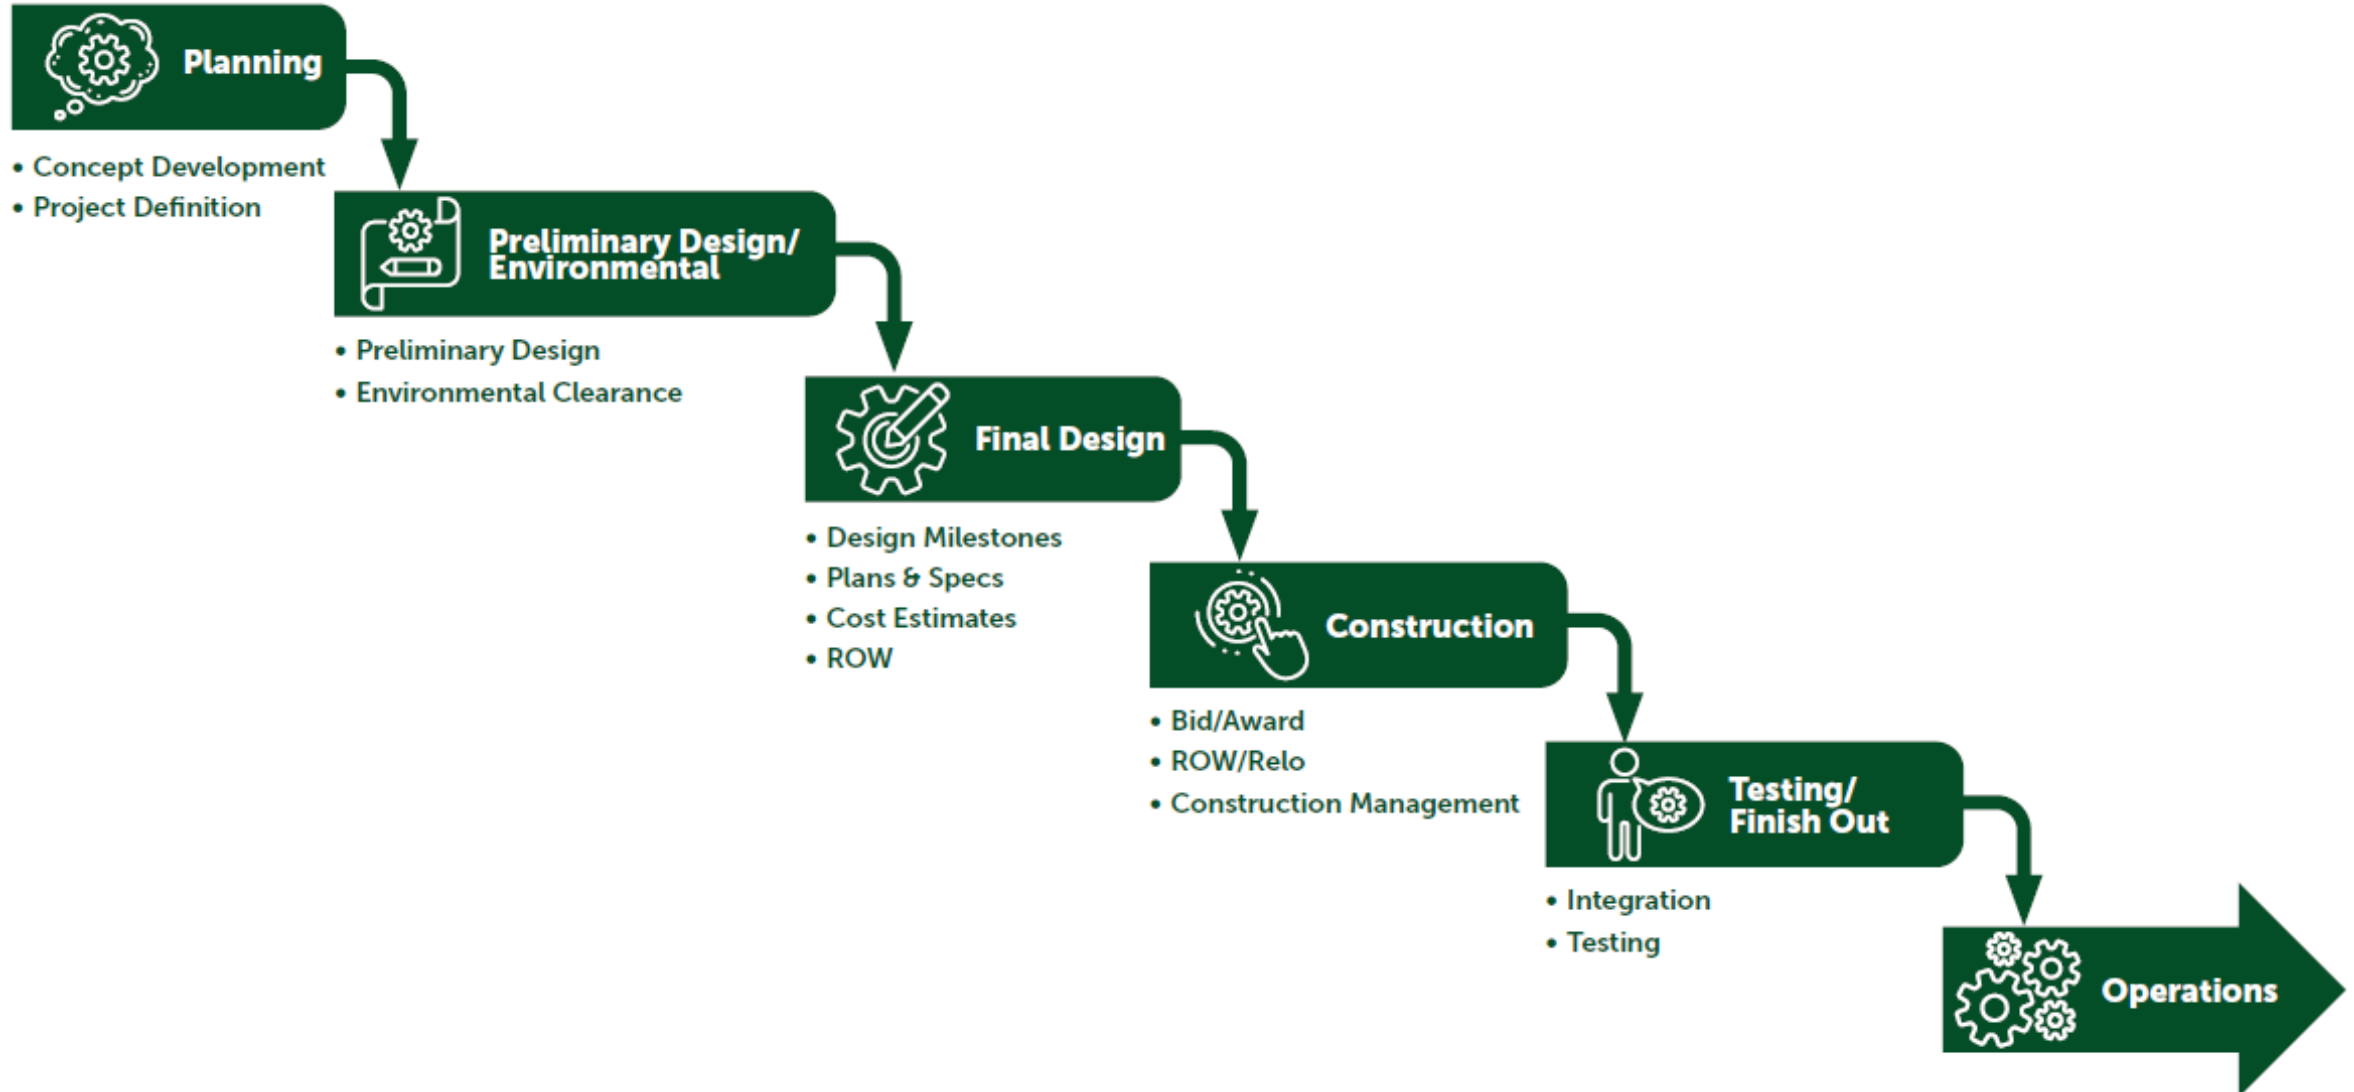 Planning
• Concept Development
• Project Definition
Preliminary Design/
Environmental
• Preliminary Design
• Environmental Clearance
Final Design
• Design Milestones
• Plans & Specs
• Cost Estimates
• ROW
Construction
• Bid/Award
• ROW/Relo
• Construction Management
Testing/
Finish Out
• Integration
• Testing
Operations